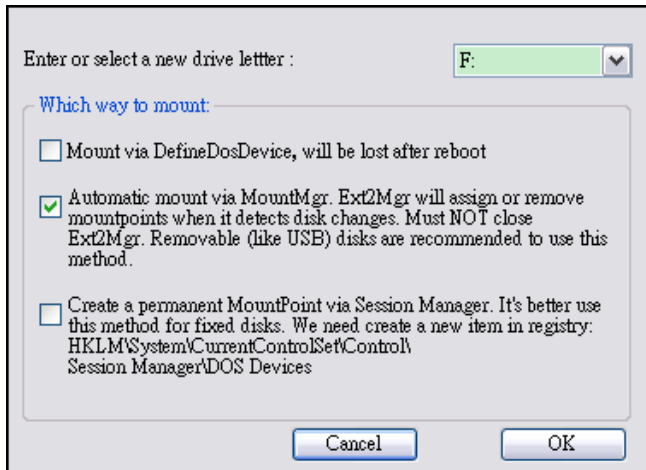 Enter or select a new drive lettter :
F:
Which way to mount:
Mount via DefineDosDevice, will be lost after reboot
Automatic mount via MountMgr. Ext2Mgr will assign or remove
mountpoints when it detects disk changes. Must NOT close
Ext2Mgr. Removable (like USB) disks are recommended to use this
method.
Create a permanent MountPoint via Session Manager. It's better use
this method for fixed disks. We need create a new item in registry:
HKLM\System\CurrentControlSet\Control\
Session Manager\DOS Devices
Cancel
OK